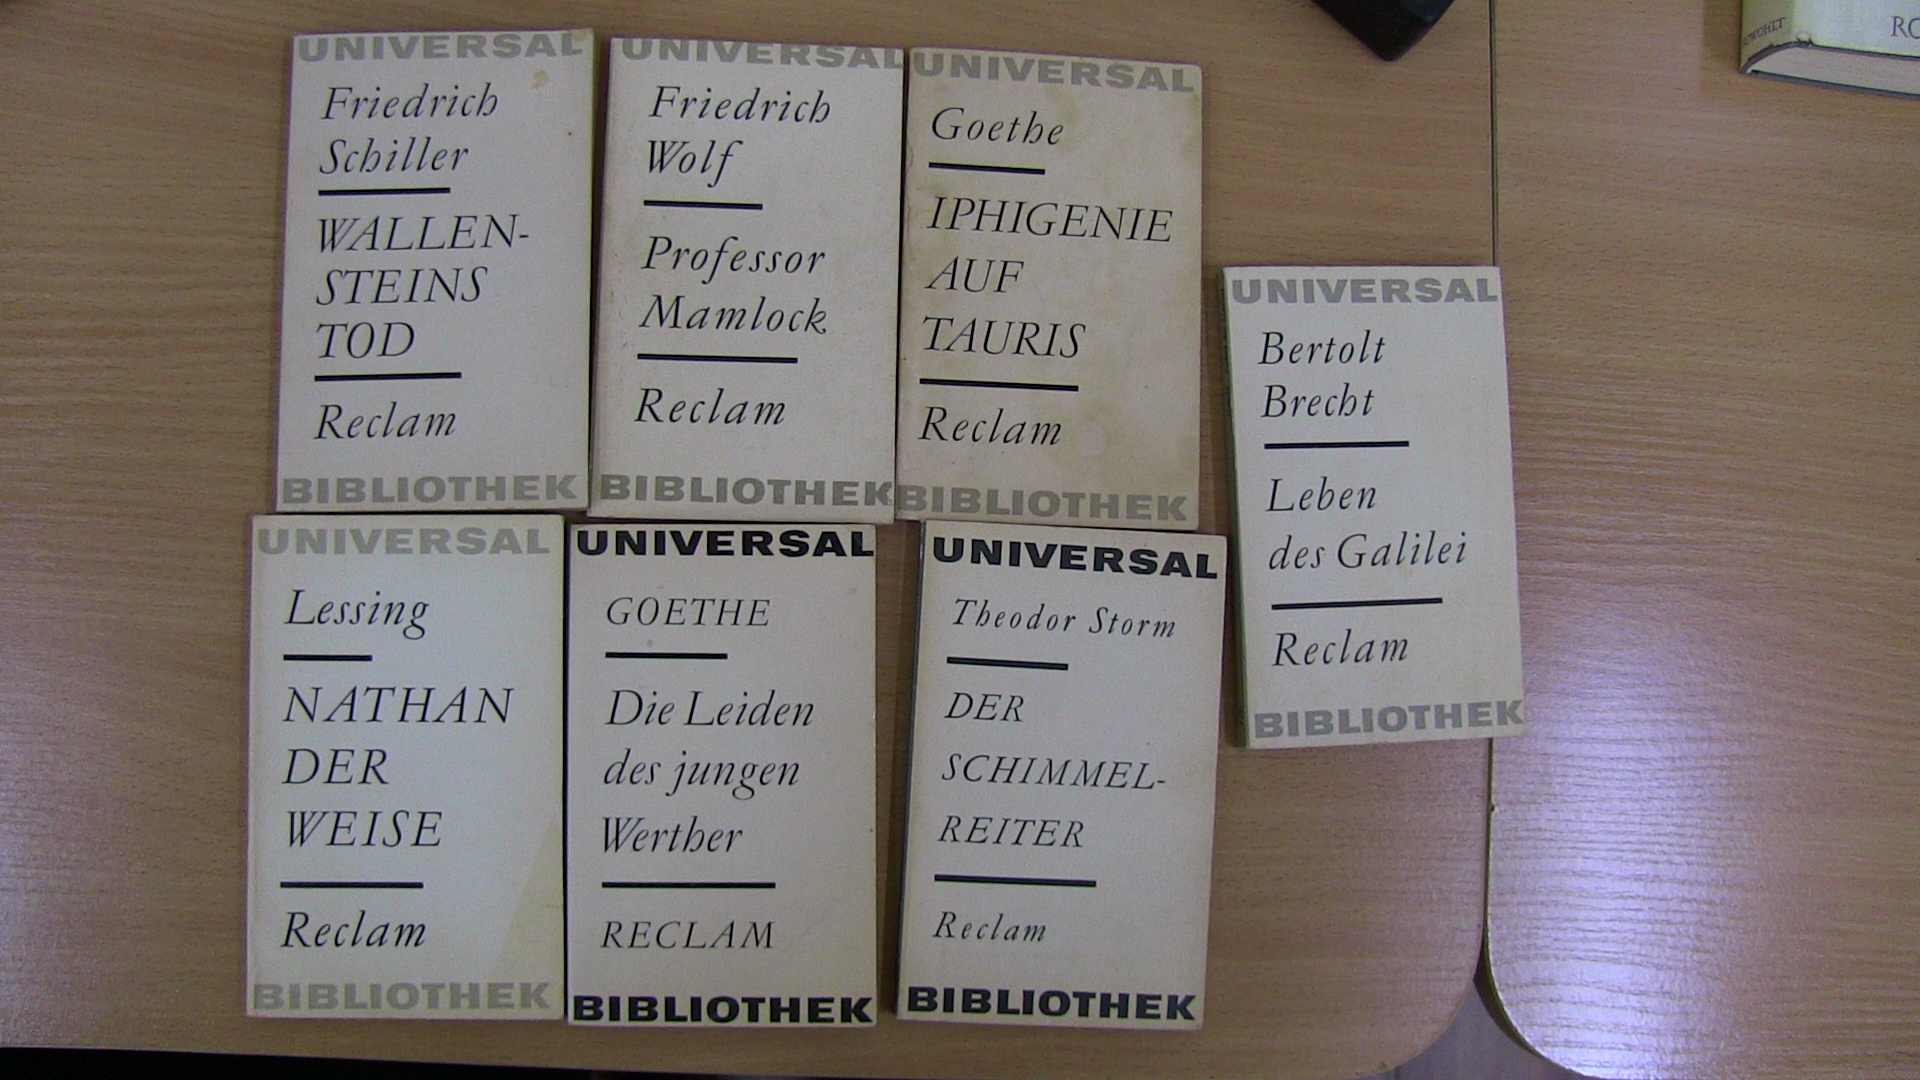 UNIVERSAL
Friedrich
Schiller
WALLEN-
STEINS
TOD
Reclam
BIBLIOTHEK
UNIVERSAL
Friedrich
Wolf
Professor
Mamlock
Reclam
BIBLIOTHEK
UNIVERSAL
Goethe
IPHIGENIE
AUF
TAURIS
Reclam
BIBLIOTHEK
UNIVERSAL
Bertolt
Brecht
Leben
des Galilei
Reclam
BIBLIOTHEK
UNIVERSAL
Lessing
NATHAN
DER
WEISE
Reclam
BIBLIOTHEK
UNIVERSAL
GOETHE
Die Leiden
des jungen
Werther
RECLAM
BIBLIOTHEK
UNIVERSAL
Theodor Storm
DER
SCHIMMEL-
REITER
Reclam
BIBLIOTHEK